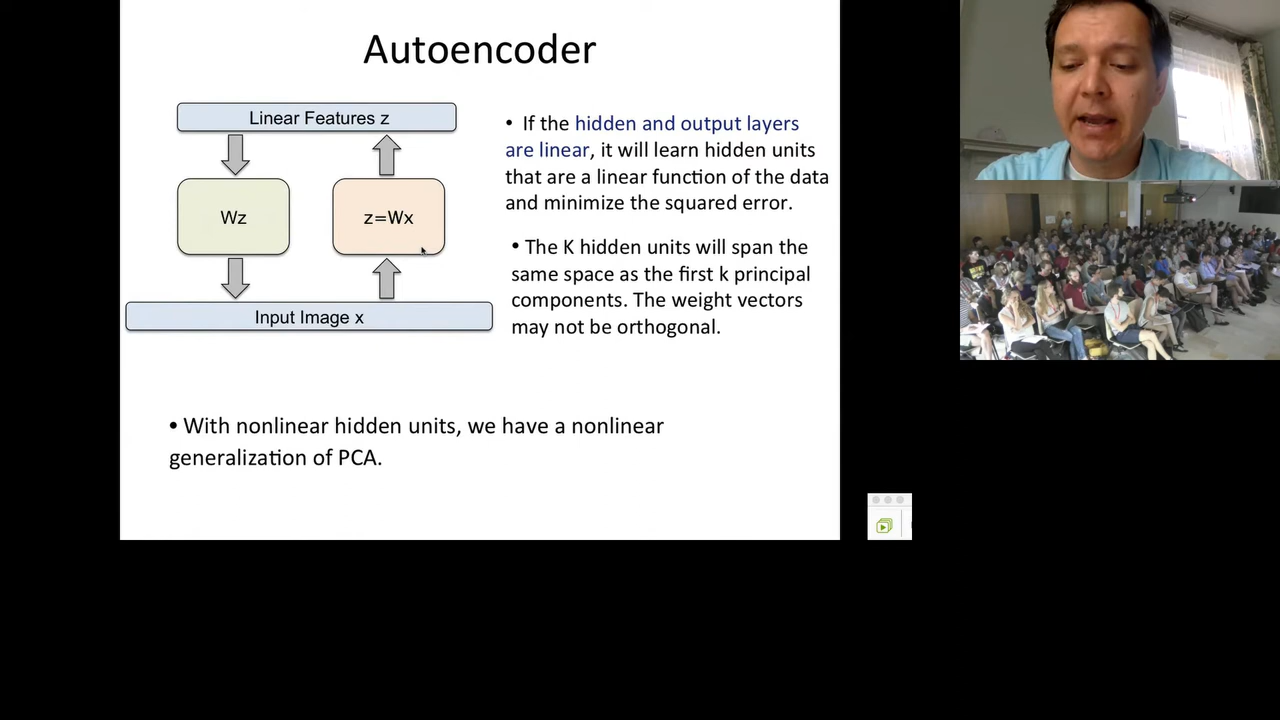 Autoencoder
Linear Features z
Wz
z=Wx
Input Image x
• If the hidden and output layers
are linear, it will learn hidden units
that are a linear function of the data
and minimize the squared error.
• The K hidden units will span the
same space as the first k principal
components. The weight vectors
may not be orthogonal.
• With nonlinear hidden units, we have a nonlinear
generalization of PCA.